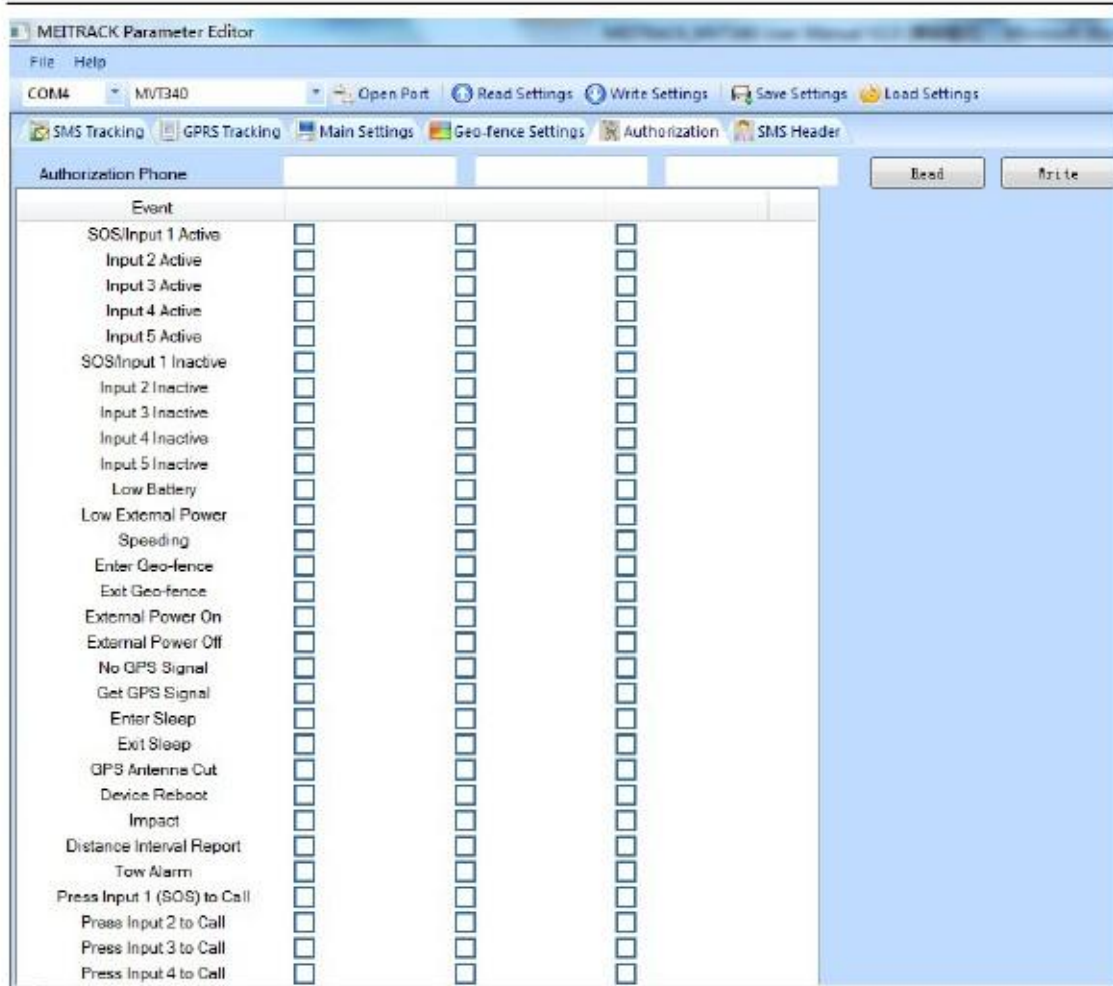 MEITRACK Parameter Editor
File Help
COM4 MVT340 Open Port Read Settings Write Settings Save Settings Load Settings
SMS Tracking GPRS Tracking Main Settings Geo-fence Settings Authorization SMS Header
Authorization Phone Read Write
Event
SOS/Input 1 Active
Input 2 Active
Input 3 Active
Input 4 Active
Input 5 Active
SOS/Input 1 Inactive
Input 2 Inactive
Input 3 Inactive
Input 4 Inactive
Input 5 Inactive
Low Battery
Low External Power
Speeding
Enter Geo-fence
Exit Geo-fence
External Power On
External Power Off
No GPS Signal
Get GPS Signal
Enter Sleep
Exit Sleep
GPS Antenna Cut
Device Reboot
Impact
Distance Interval Report
Tow Alarm
Press Input 1 (SOS) to Call
Press Input 2 to Call
Press Input 3 to Call
Press Input 4 to Call